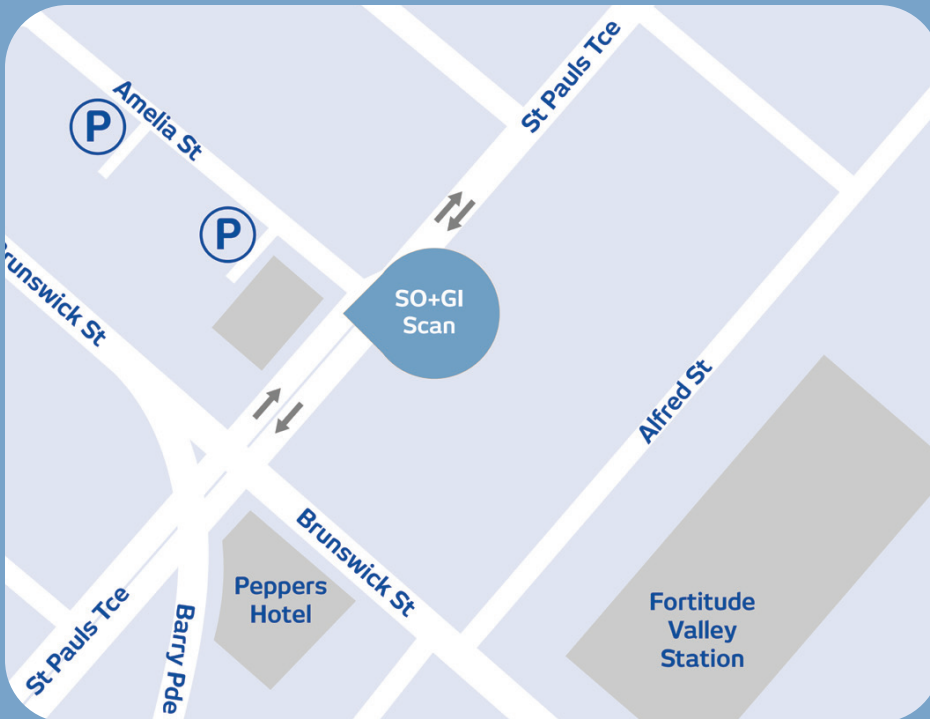 St Pauls Tce
Amelia St
P
P
Brunswick St
SO+GI
Scan
Alfred St
Brunswick St
Peppers
Hotel
Fortitude
Valley
Station
St Pauls Tce
Barry Pde